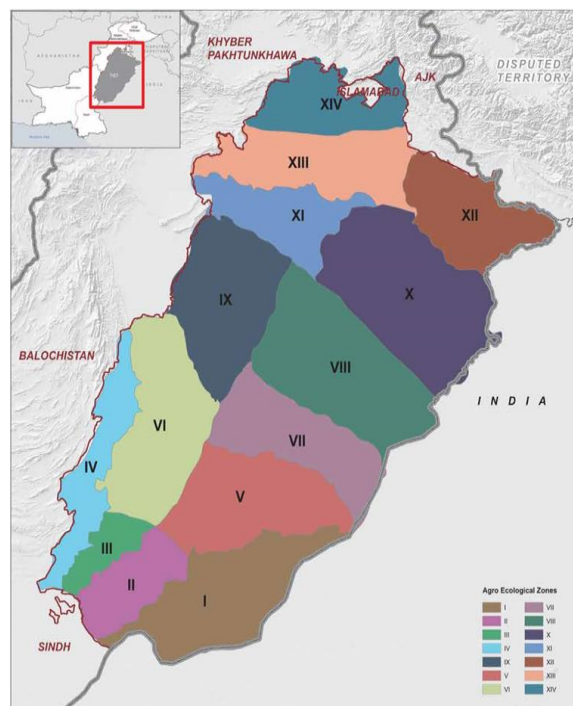 KHYBER
PAKHTUNKHAWA
AJK
DISPUTED
TERRITORY
ISLAMABAD
XIV
XIII
XII
XI
X
IX
VIII
BALOCHISTAN
INDIA
VI
VII
IV
V
III
II
I
SINDH
Agro Ecological Zones
I
II
III
IV
IX
V
VI
VII
VIII
X
XI
XII
XIII
XIV